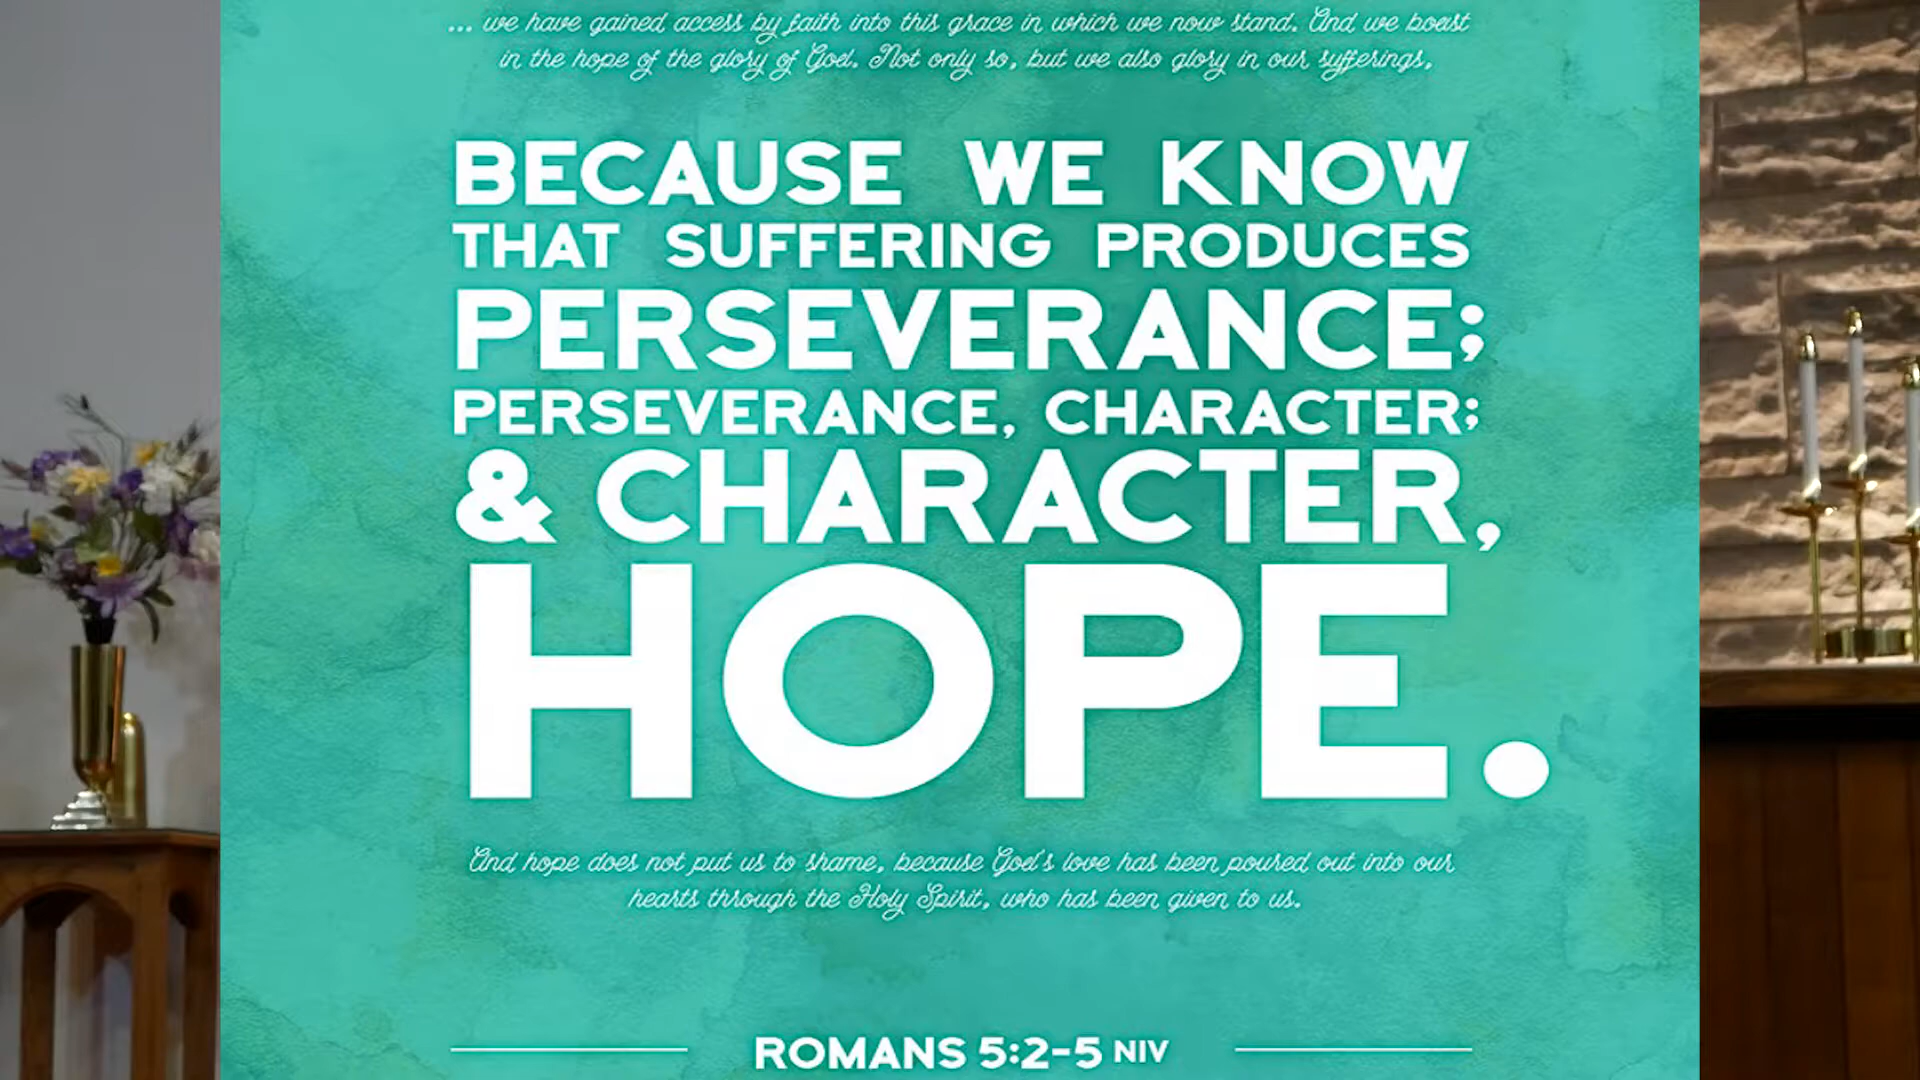 ... we have gained access by faith into this grace in which we now stand. And we boast
in the hope of the glory of God. Not only so, but we also glory in our sufferings,
BECAUSE WE KNOW
THAT SUFFERING PRODUCES
PERSEVERANCE;
PERSEVERANCE, CHARACTER;
& CHARACTER,
HOPE.
And hope does not put us to shame, because God's love has been poured out into our
hearts through the Holy Spirit, who has been given to us.
ROMANS 5:2-5 NIV